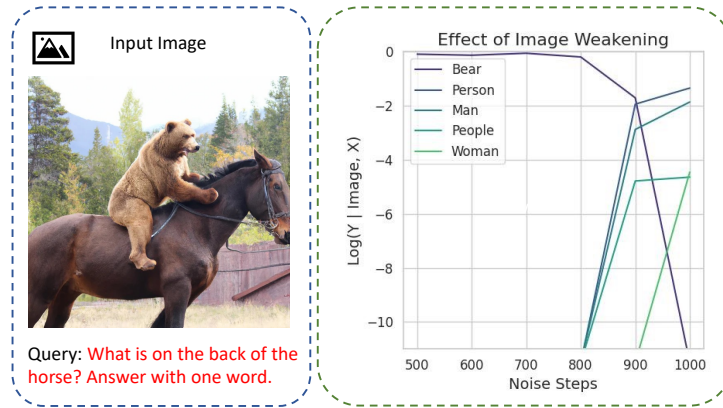 Input Image
Query: What is on the back of the
horse? Answer with one word.
Effect of Image Weakening
Bear
Person
Man
People
Woman
Log(Y | Image, X)
0
−2
−4
−6
−8
−10
500 600 700 800 900 1000
Noise Steps